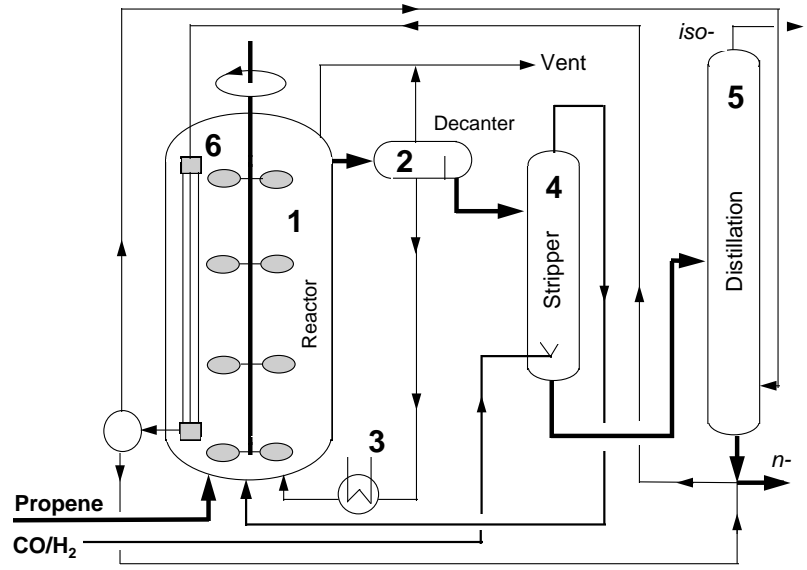 iso-
Vent
5
Decanter
6
2
4
1
Reactor
Stripper
Distillation
3
n-
Propene
CO/H₂